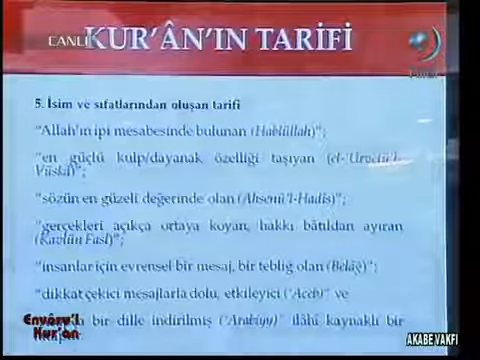 CANLI
KUR’ÂN’IN TARİFİ
5. İsim ve sıfatlarından oluşan tarifi
“Allah’ın ipi mesabesinde bulunan (Hablüllah)”;
“en güçlü kulp/dayanak özelliği taşıyan (el-‘Urvetü’l-
Vüskâ)”;
“sözün en güzeli değerinde olan (Ahsenü’l-Hadis)”;
“gerçekleri açıkça ortaya koyan, hakkı bâtıldan ayıran
(Kavlün Fasl)”;
“insanlar için evrensel bir mesaj, bir tebliğ olan (Belâğ)”;
“dikkat çekici mesajlarla dolu, etkileyici (‘Aceb)” ve
bir dille indirilmiş (‘Arabiyy)” ilâhî kaynaklı bir
Envâru’l
Kur’ân
AKABE VAKFI